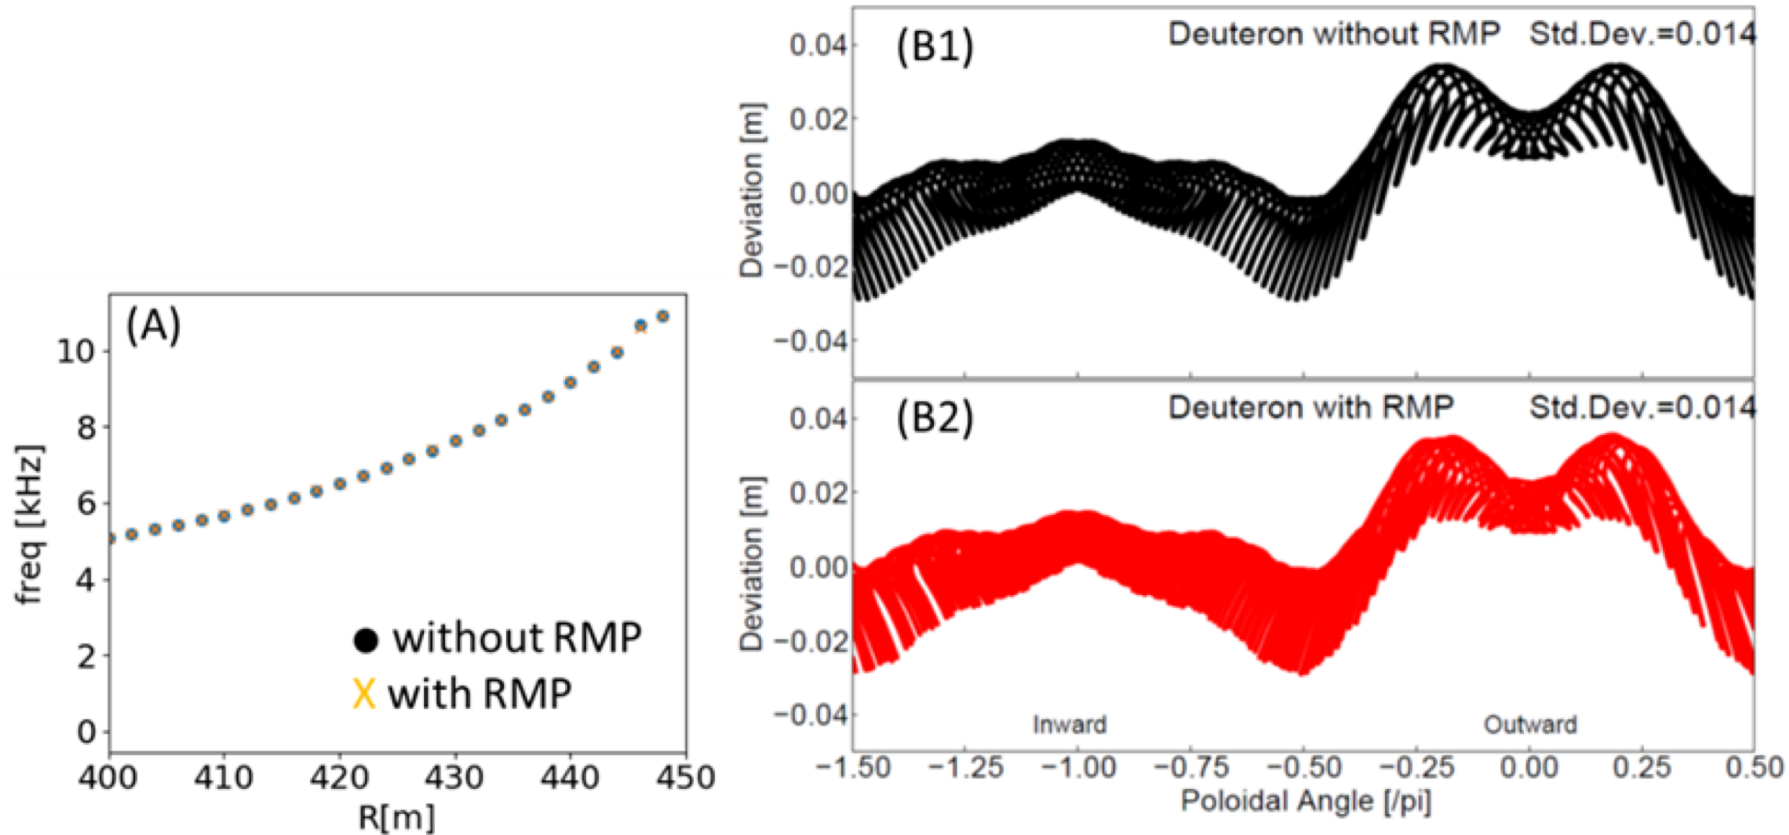 (A)
freq [kHz]
10
8
6
4
2
0
● without RMP
X with RMP
400 410 420 430 440 450
R[m]
(B1)
Deuteron without RMP Std.Dev.=0.014
Deviation [m]
0.04
0.02
0.00
−0.02
−0.04
(B2)
Deuteron with RMP Std.Dev.=0.014
Deviation [m]
0.04
0.02
0.00
−0.02
−0.04
Inward Outward
−1.50 −1.25 −1.00 −0.75 −0.50 −0.25 0.00 0.25 0.50
Poloidal Angle [/pi]